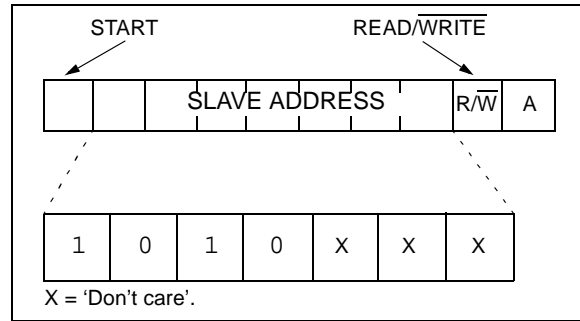 START READ/WRITE
SLAVE ADDRESS R/W A
1 0 1 0 X X X
X = ‘Don’t care’.